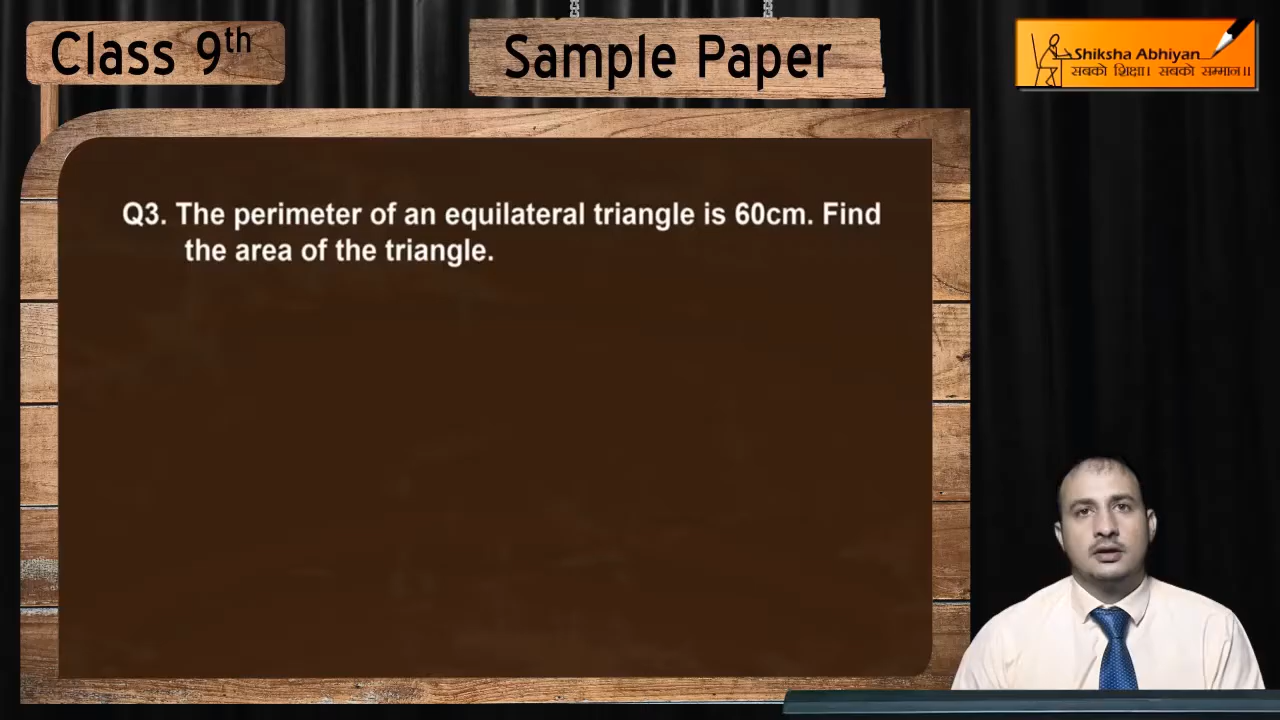 Class 9th
Sample Paper
Shiksha Abhiyan
सबको शिक्षा। सबको सम्मान।।
Q3. The perimeter of an equilateral triangle is 60cm. Find
the area of the triangle.